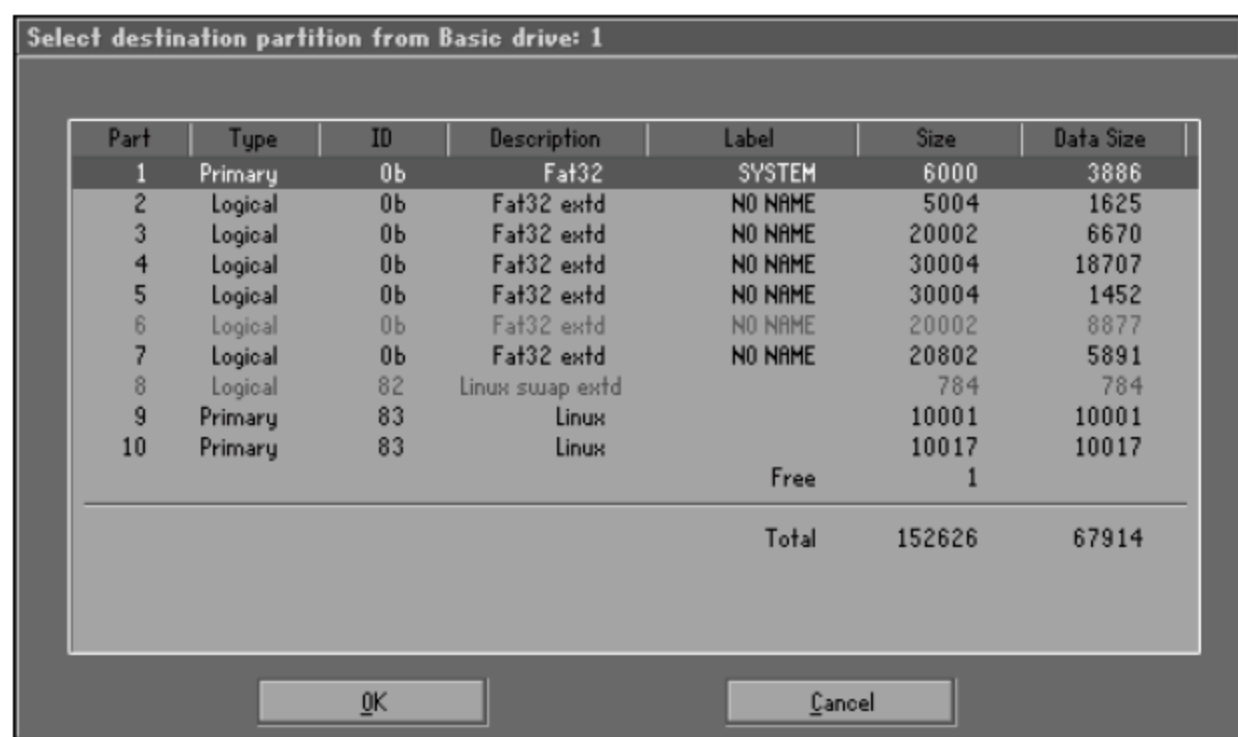 Select destination partition from Basic drive: 1
Part Type ID Description Label Size Data Size
1 Primary 0b Fat32 SYSTEM 6000 3886
2 Logical 0b Fat32 extd NO NAME 5004 1625
3 Logical 0b Fat32 extd NO NAME 20002 6670
4 Logical 0b Fat32 extd NO NAME 30004 18707
5 Logical 0b Fat32 extd NO NAME 30004 1452
6 Logical 0b Fat32 extd NO NAME 20002 8877
7 Logical 0b Fat32 extd NO NAME 20802 5891
8 Logical 82 Linux swap extd 784 784
9 Primary 83 Linux 10001 10001
10 Primary 83 Linux 10017 10017
Free 1
Total 152626 67914
OK Cancel